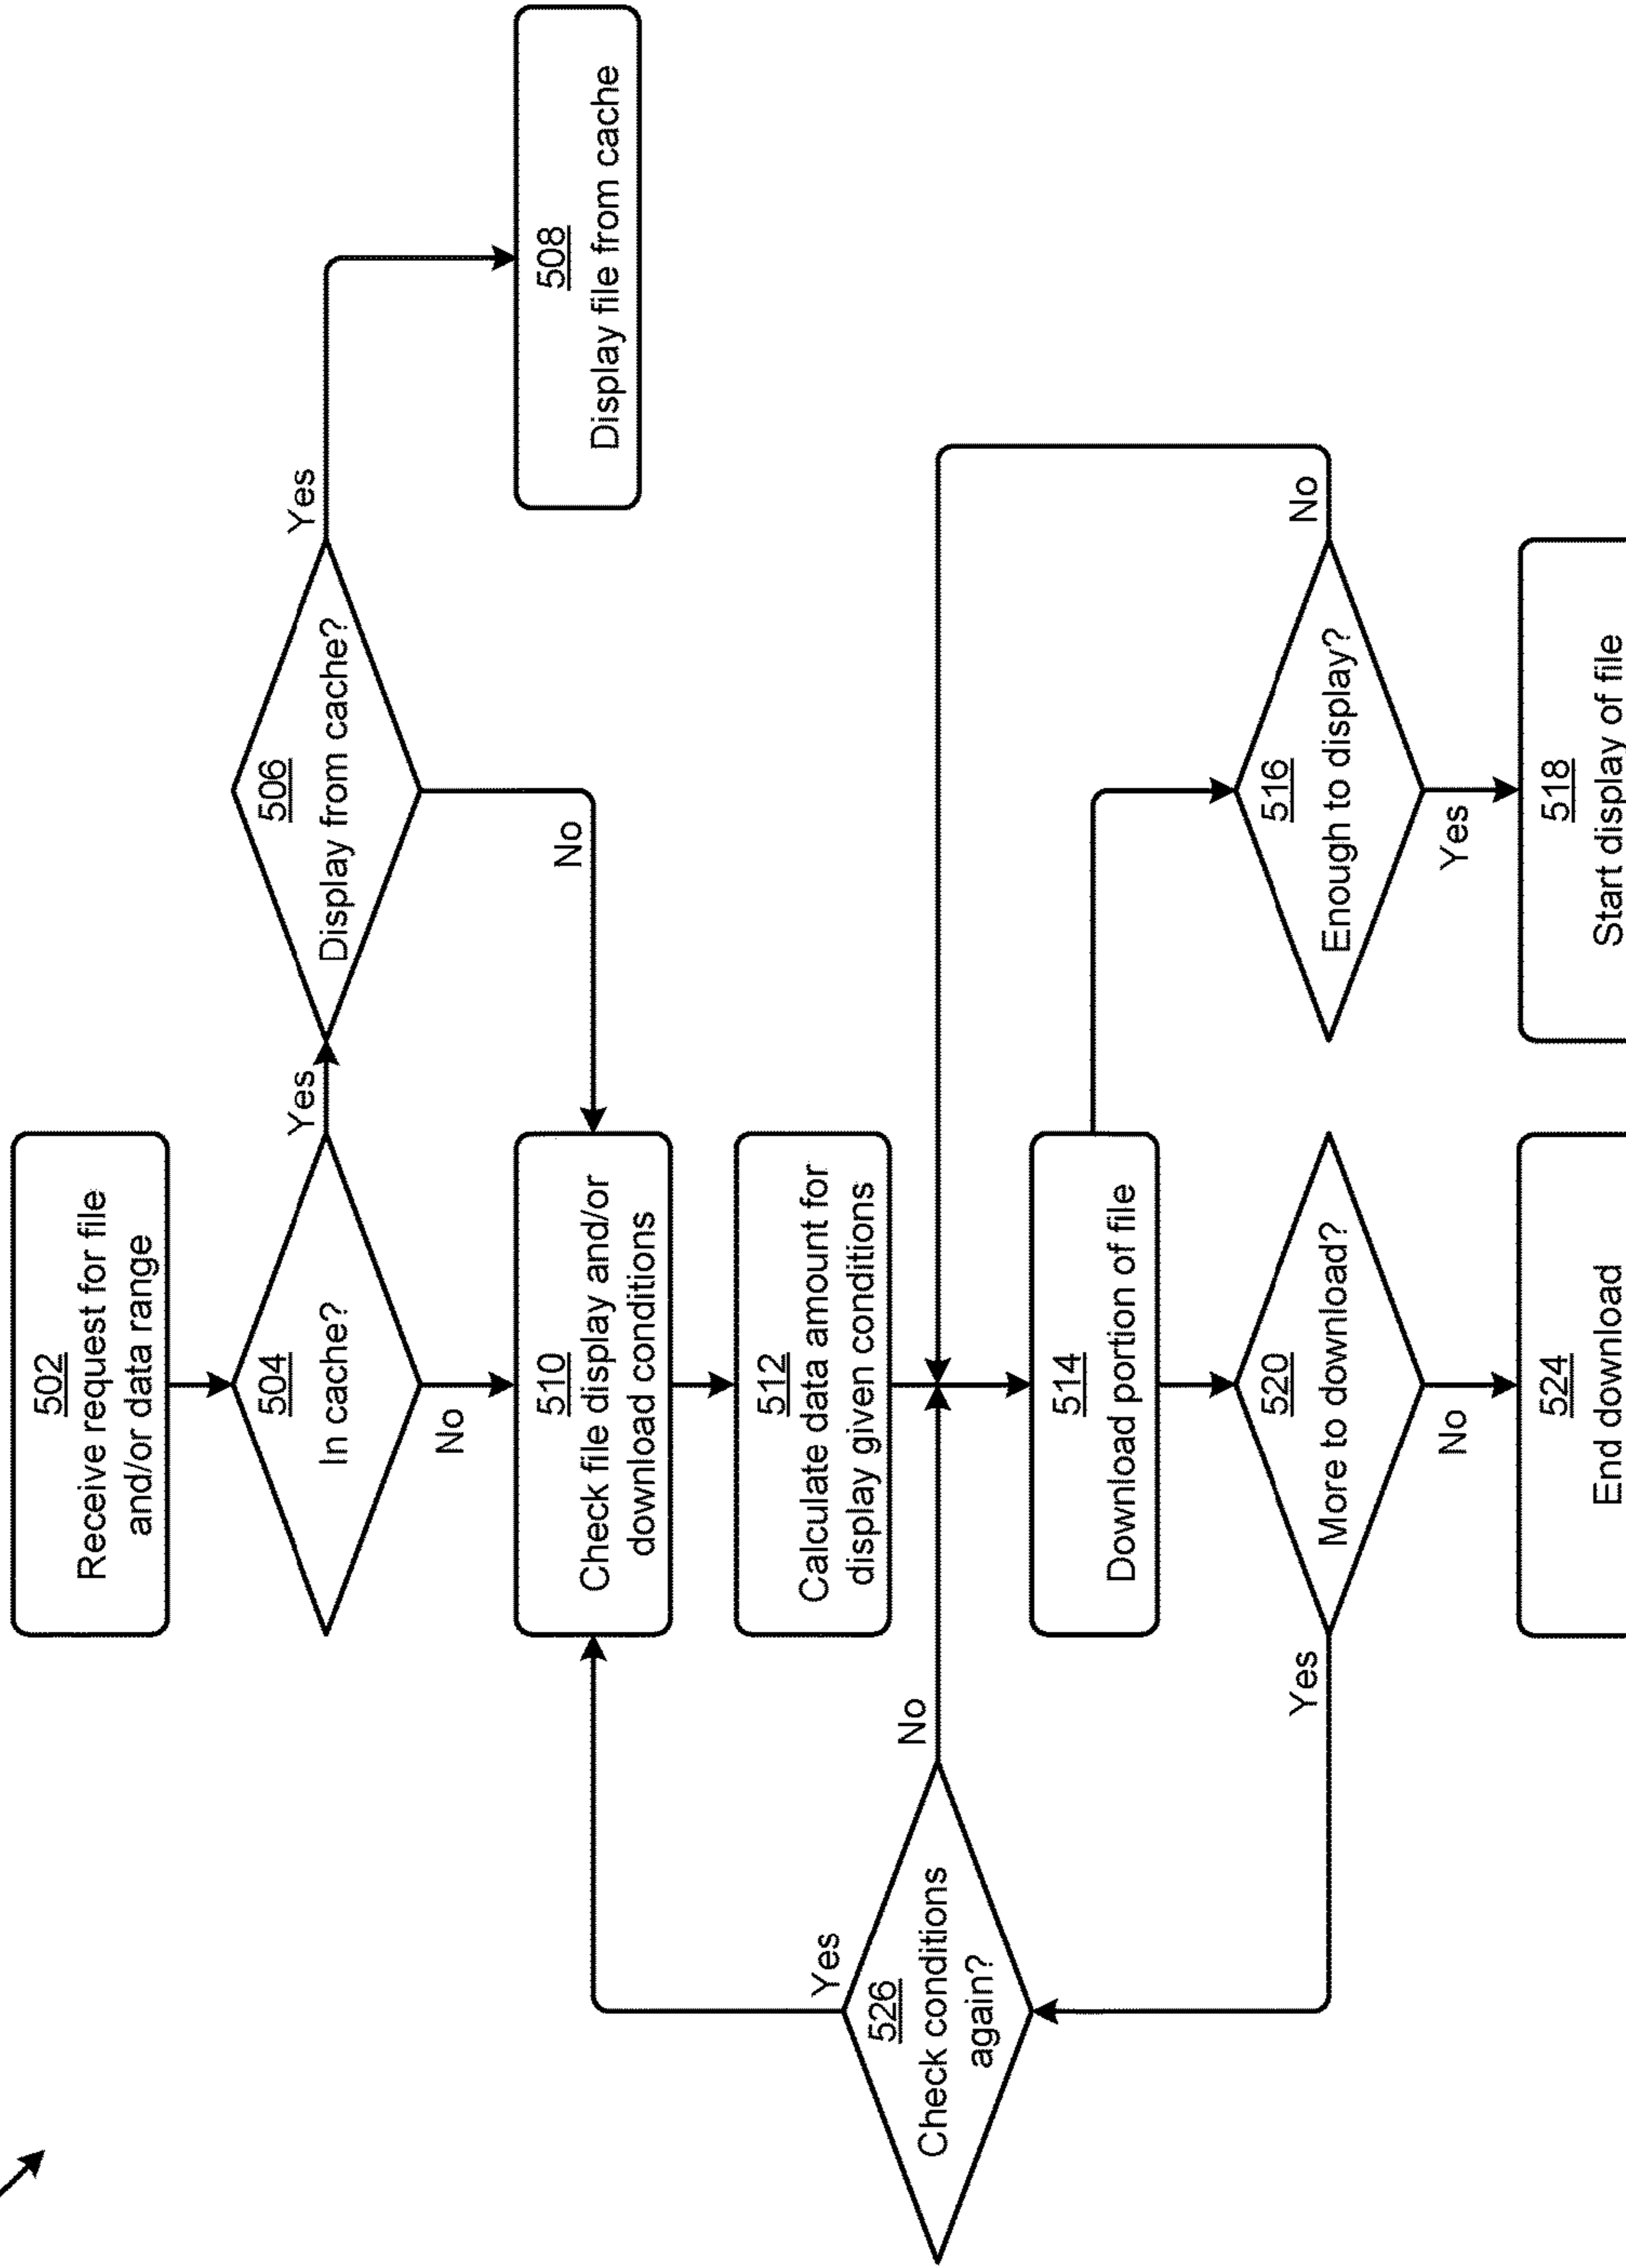 502
Receive request for file
and/or data range
504
In cache?
Yes
No
506
Display from cache?
Yes
No
508
Display file from cache
510
Check file display and/or
download conditions
512
Calculate data amount for
display given conditions
514
Download portion of file
516
Enough to display?
No
Yes
518
Start display of file
520
More to download?
Yes
No
524
End download
526
Check conditions
again?
Yes
No